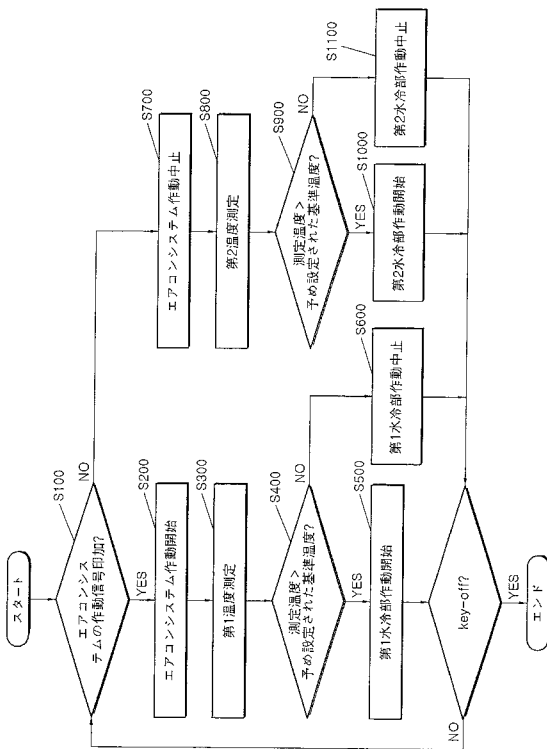 スタート
S100
エアコンシス
テムの作動信号印加?
YES
NO
S200
エアコンシステム作動開始
S300
第1温度測定
S400
測定温度>
予め設定された基準温度?
YES
NO
S500
第1水冷部作動開始
S600
第1水冷部作動中止
S700
エアコンシステム作動中止
S800
第2温度測定
S900
測定温度>
予め設定された基準温度?
YES
NO
S1000
第2水冷部作動開始
S1100
第2水冷部作動中止
key-off?
NO
YES
エンド